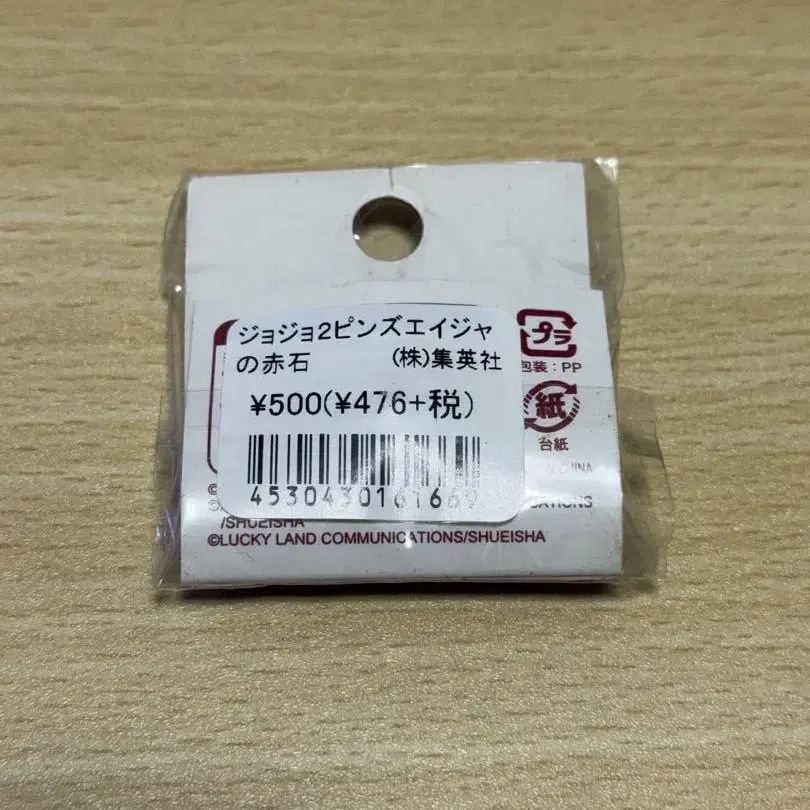 ジョジョ2ピンズエイジャ
の赤石 (株)集英社
¥500(¥476+税)
4530430161669
プラ
包装：PP
紙
台紙
CHINA
/SHUEISHA
©LUCKY LAND COMMUNICATIONS/SHUEISHA